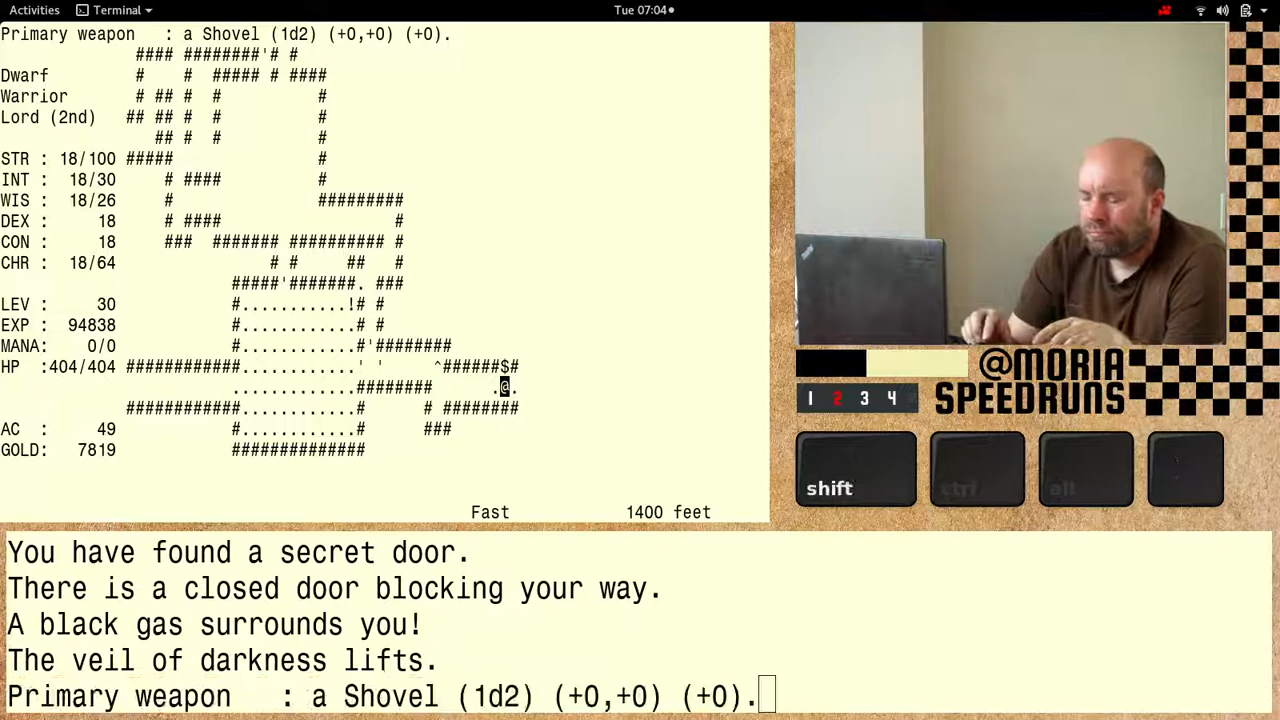 Activities Terminal Tue 07:04
Primary weapon : a Shovel (1d2) (+0,+0) (+0).
#### ########'# #
Dwarf # # ##### # ####
Warrior # ## # # #
Lord (2nd) ## ## # # #
## # # #
STR : 18/100 ##### #
INT : 18/30 # #### #
WIS : 18/26 # #########
DEX : 18 # #### #
CON : 18 ### ####### ########## #
CHR : 18/64 # # ## #
#####'#######. ###
LEV : 30 #...........!# #
EXP : 94838 #............# #
MANA: 0/0 #............#'########
HP :404/404 ############............' ' ^######$#
.............######## .@.
############............# # ########
AC : 49 #............# ###
GOLD: 7819 ##############
Fast 1400 feet
@MORIA
1 2 3 4 SPEEDRUNS
shift ctrl alt
You have found a secret door.
There is a closed door blocking your way.
A black gas surrounds you!
The veil of darkness lifts.
Primary weapon : a Shovel (1d2) (+0,+0) (+0).